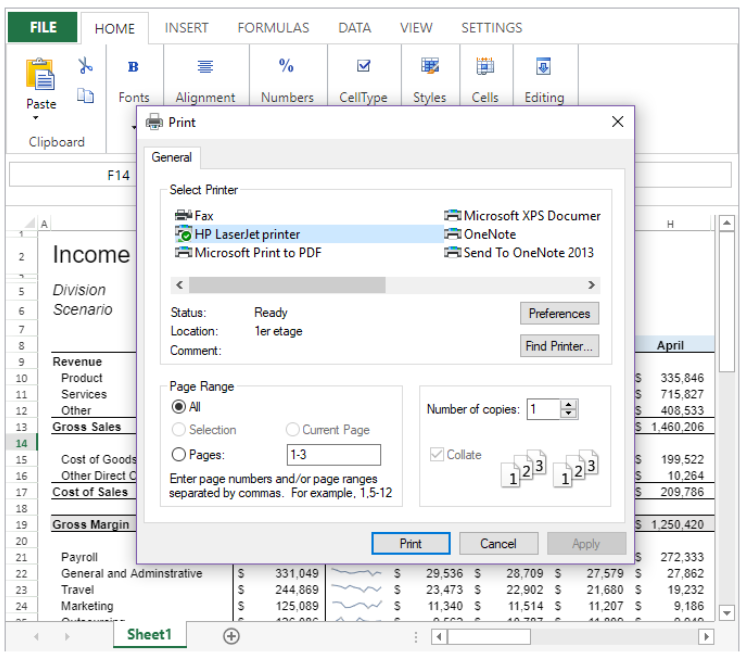 FILE HOME INSERT FORMULAS DATA VIEW SETTINGS
Paste B Fonts Alignment % Numbers CellType Styles Cells Editing
Clipboard
Print
F14
General
Select Printer
Fax Microsoft XPS Documer
HP LaserJet printer OneNote
Microsoft Print to PDF Send To OneNote 2013
Status: Ready Preferences
Location: 1er etage
Comment: Find Printer...
Page Range
All Number of copies: 1
Selection Current Page
Pages: 1-3 Collate 1 2 3 1 2 3
Enter page numbers and/or page ranges
separated by commas. For example, 1,5-12
Print Cancel Apply
A H
1
2 Income
5 Division
6 Scenario
7
8 April
9 Revenue
10 Product $ 335,846
11 Services $ 715,827
12 Other $ 408,533
13 Gross Sales $ 1,460,206
14
15 Cost of Goods $ 199,522
16 Other Direct C $ 10,264
17 Cost of Sales $ 209,786
18
19 Gross Margin $ 1,250,420
20
21 Payroll $ 272,333
22 General and Adminstrative $ 331,049 $ 29,536 $ 28,709 $ 27,579 $ 27,862
23 Travel $ 244,869 $ 23,473 $ 22,902 $ 21,680 $ 19,232
24 Marketing $ 125,089 $ 11,340 $ 11,514 $ 11,207 $ 9,186
Sheet1